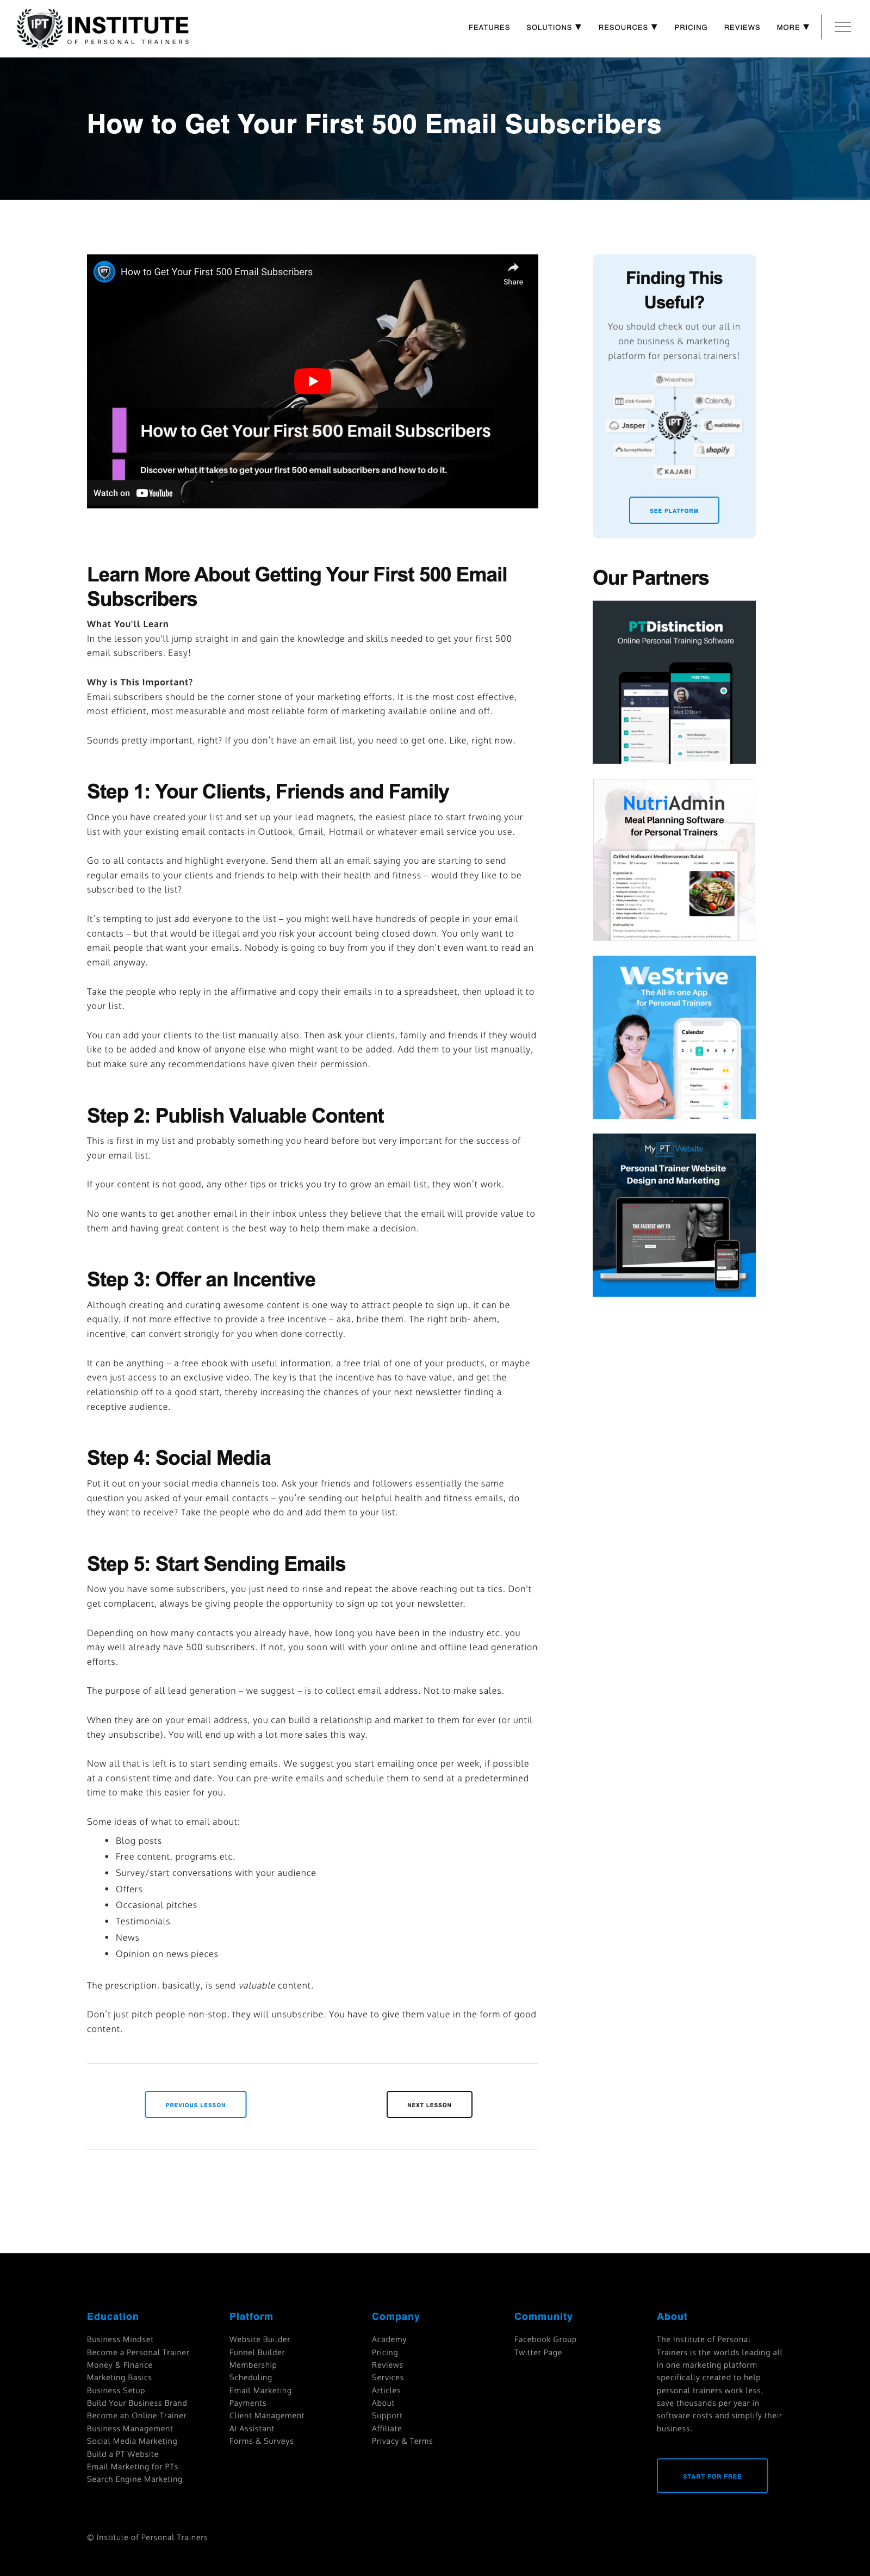 IPT INSTITUTE
OF PERSONAL TRAINERS
FEATURES SOLUTIONS ▼ RESOURCES ▼ PRICING REVIEWS MORE ▼
How to Get Your First 500 Email Subscribers
IPT How to Get Your First 500 Email Subscribers
Share
How to Get Your First 500 Email Subscribers
Discover what it takes to get your first 500 email subscribers and how to do it.
Watch on YouTube
Finding This
Useful?
You should check out our all in
one business & marketing
platform for personal trainers!
WORDPRESS
click funnels
Calendly
Jasper
IPT
mailchimp
SurveyMonkey
shopify
KAJABI
SEE PLATFORM
Learn More About Getting Your First 500 Email
Subscribers
What You'll Learn
In the lesson you'll jump straight in and gain the knowledge and skills needed to get your first 500
email subscribers. Easy!
Why is This Important?
Email subscribers should be the corner stone of your marketing efforts. It is the most cost effective,
most efficient, most measurable and most reliable form of marketing available online and off.
Sounds pretty important, right? If you don't have an email list, you need to get one. Like, right now.
Step 1: Your Clients, Friends and Family
Once you have created your list and set up your lead magnets, the easiest place to start frwoing your
list with your existing email contacts in Outlook, Gmail, Hotmail or whatever email service you use.
Go to all contacts and highlight everyone. Send them all an email saying you are starting to send
regular emails to your clients and friends to help with their health and fitness – would they like to be
subscribed to the list?
It's tempting to just add everyone to the list – you might well have hundreds of people in your email
contacts – but that would be illegal and you risk your account being closed down. You only want to
email people that want your emails. Nobody is going to buy from you if they don't even want to read an
email anyway.
Take the people who reply in the affirmative and copy their emails in to a spreadsheet, then upload it to
your list.
You can add your clients to the list manually also. Then ask your clients, family and friends if they would
like to be added and know of anyone else who might want to be added. Add them to your list manually,
but make sure any recommendations have given their permission.
Step 2: Publish Valuable Content
This is first in my list and probably something you heard before but very important for the success of
your email list.
If your content is not good, any other tips or tricks you try to grow an email list, they won't work.
No one wants to get another email in their inbox unless they believe that the email will provide value to
them and having great content is the best way to help them make a decision.
Step 3: Offer an Incentive
Although creating and curating awesome content is one way to attract people to sign up, it can be
equally, if not more effective to provide a free incentive – aka, bribe them. The right brib- ahem,
incentive, can convert strongly for you when done correctly.
It can be anything – a free ebook with useful information, a free trial of one of your products, or maybe
even just access to an exclusive video. The key is that the incentive has to have value, and get the
relationship off to a good start, thereby increasing the chances of your next newsletter finding a
receptive audience.
Step 4: Social Media
Put it out on your social media channels too. Ask your friends and followers essentially the same
question you asked of your email contacts – you're sending out helpful health and fitness emails, do
they want to receive? Take the people who do and add them to your list.
Step 5: Start Sending Emails
Now you have some subscribers, you just need to rinse and repeat the above reaching out ta tics. Don't
get complacent, always be giving people the opportunity to sign up tot your newsletter.
Depending on how many contacts you already have, how long you have been in the industry etc. you
may well already have 500 subscribers. If not, you soon will with your online and offline lead generation
efforts.
The purpose of all lead generation – we suggest – is to collect email address. Not to make sales.
When they are on your email address, you can build a relationship and market to them for ever (or until
they unsubscribe). You will end up with a lot more sales this way.
Now all that is left is to start sending emails. We suggest you start emailing once per week, if possible
at a consistent time and date. You can pre-write emails and schedule them to send at a predetermined
time to make this easier for you.
Some ideas of what to email about:
• Blog posts
• Free content, programs etc.
• Survey/start conversations with your audience
• Offers
• Occasional pitches
• Testimonials
• News
• Opinion on news pieces
The prescription, basically, is send valuable content.
Don't just pitch people non-stop, they will unsubscribe. You have to give them value in the form of good
content.
PREVIOUS LESSON
NEXT LESSON
Our Partners
PTDistinction
Online Personal Training Software
FREE TRIAL
Matt O'Brien
NutriAdmin
Meal Planning Software
for Personal Trainers
Grilled Halloumi Mediterranean Salad
Ingredients
Instructions
WeStrive
The All-in-one App
for Personal Trainers
Calendar
1 2 3 4 5 6 7
My PT Website
Personal Trainer Website
Design and Marketing
THE FASTEST WAY TO
Education
Business Mindset
Become a Personal Trainer
Money & Finance
Marketing Basics
Business Setup
Build Your Business Brand
Become an Online Trainer
Business Management
Social Media Marketing
Build a PT Website
Email Marketing for PTs
Search Engine Marketing
Platform
Website Builder
Funnel Builder
Membership
Scheduling
Email Marketing
Payments
Client Management
AI Assistant
Forms & Surveys
Company
Academy
Pricing
Reviews
Services
Articles
About
Support
Affiliate
Privacy & Terms
Community
Facebook Group
Twitter Page
About
The Institute of Personal
Trainers is the worlds leading all
in one marketing platform
specifically created to help
personal trainers work less,
save thousands per year in
software costs and simplify their
business.
START FOR FREE
© Institute of Personal Trainers